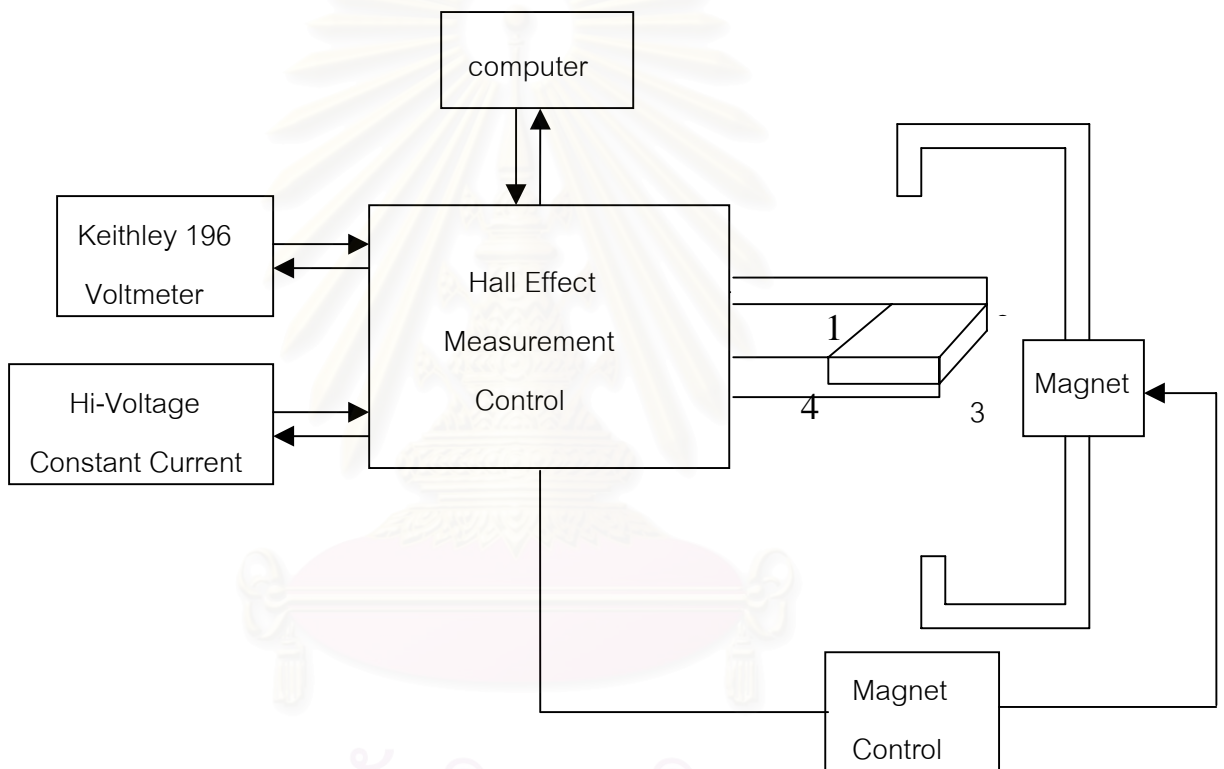 computer
Keithley 196
Voltmeter
Hall Effect
Measurement
Control
Hi-Voltage
Constant Current
1
4
3
Magnet
Magnet
Control